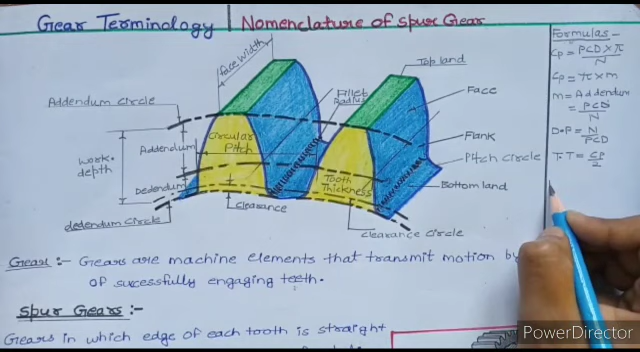 Gear Terminology | Nomenclature of Spur Gear
Formulas -
Cp = PCD × π / N
Cp = π × m
m = Addendum
= PCD / N
D·P = N / PCD
T·T = CP / 2
face width
Top land
Fillet
Radius
Face
Addendum Circle
Circular
Pitch
Addendum
Work·
depth
Flank
Pitch circle
Dedendum
Tooth
Thickness
Bottom land
Clearance
dedendum Circle
Clearance circle
Gears :- Gears are machine elements that transmit motion by
of sucessfully engaging teeth.
Spur Gears :-
Gears in which edge of each tooth is straight
PowerDirector